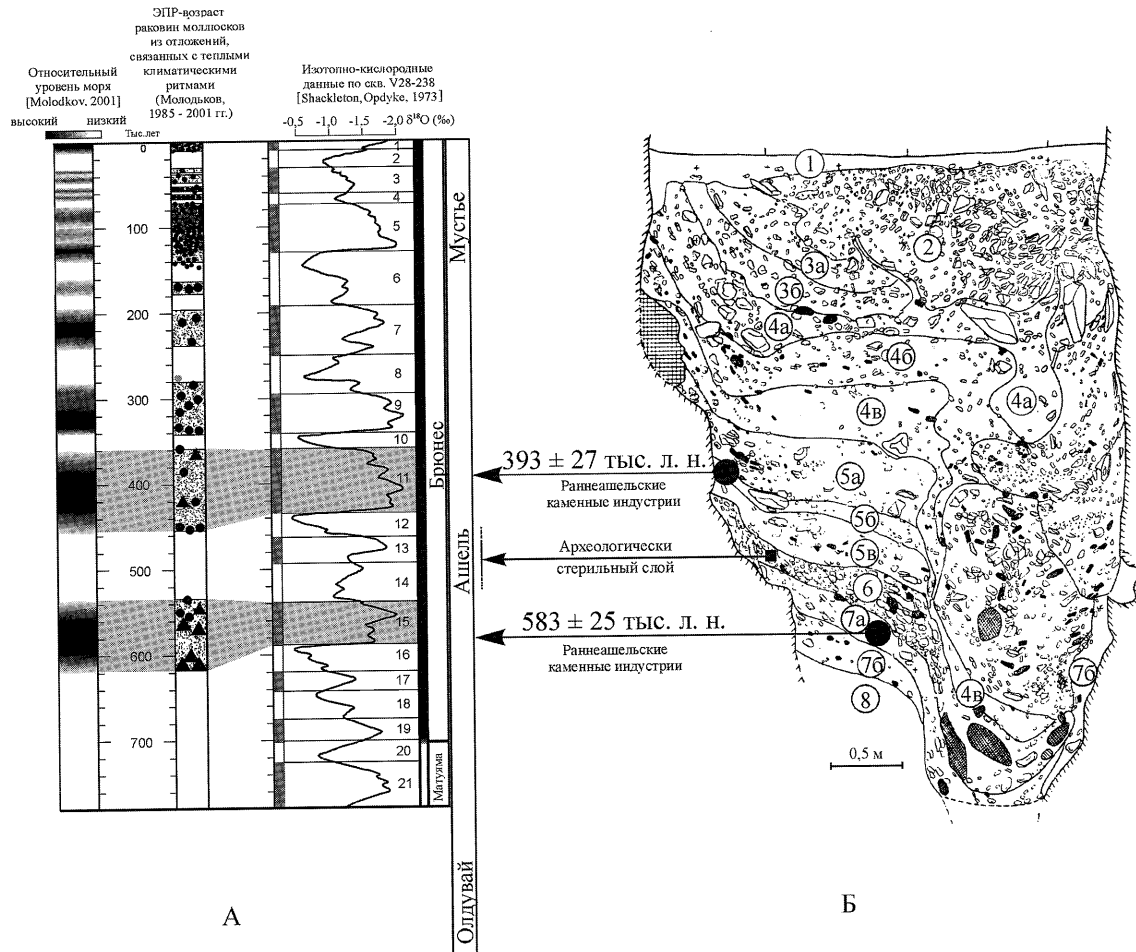 ЭПР-возраст
раковин моллюсков
из отложений,
связанных с теплыми
климатическими
ритмами
(Молодьков,
1985 - 2001 гг.)
Относительный
уровень моря
[Molodkov, 2001]
высокий низкий
Тыс.лет
Изотопно-кислородные
данные по скв. V28-238
[Shackleton, Opdyke, 1973]
-0,5 -1,0 -1,5 -2,0 δ¹⁸O (‰)
0
100
200
300
400
500
600
700
1
2
3
4
5
6
7
8
9
10
11
12
13
14
15
16
17
18
19
20
21
Брюнес
Матуяма
Мустье
Ашель
Олдувай
393 ± 27 тыс. л. н.
Раннеашельские
каменные индустрии
Археологически
стерильный слой
583 ± 25 тыс. л. н.
Раннеашельские
каменные индустрии
1
2
3а
3б
4а
4б
4а
4в
5а
5б
5в
6
7а
7б
7б
4в
8
0,5 м
А
Б